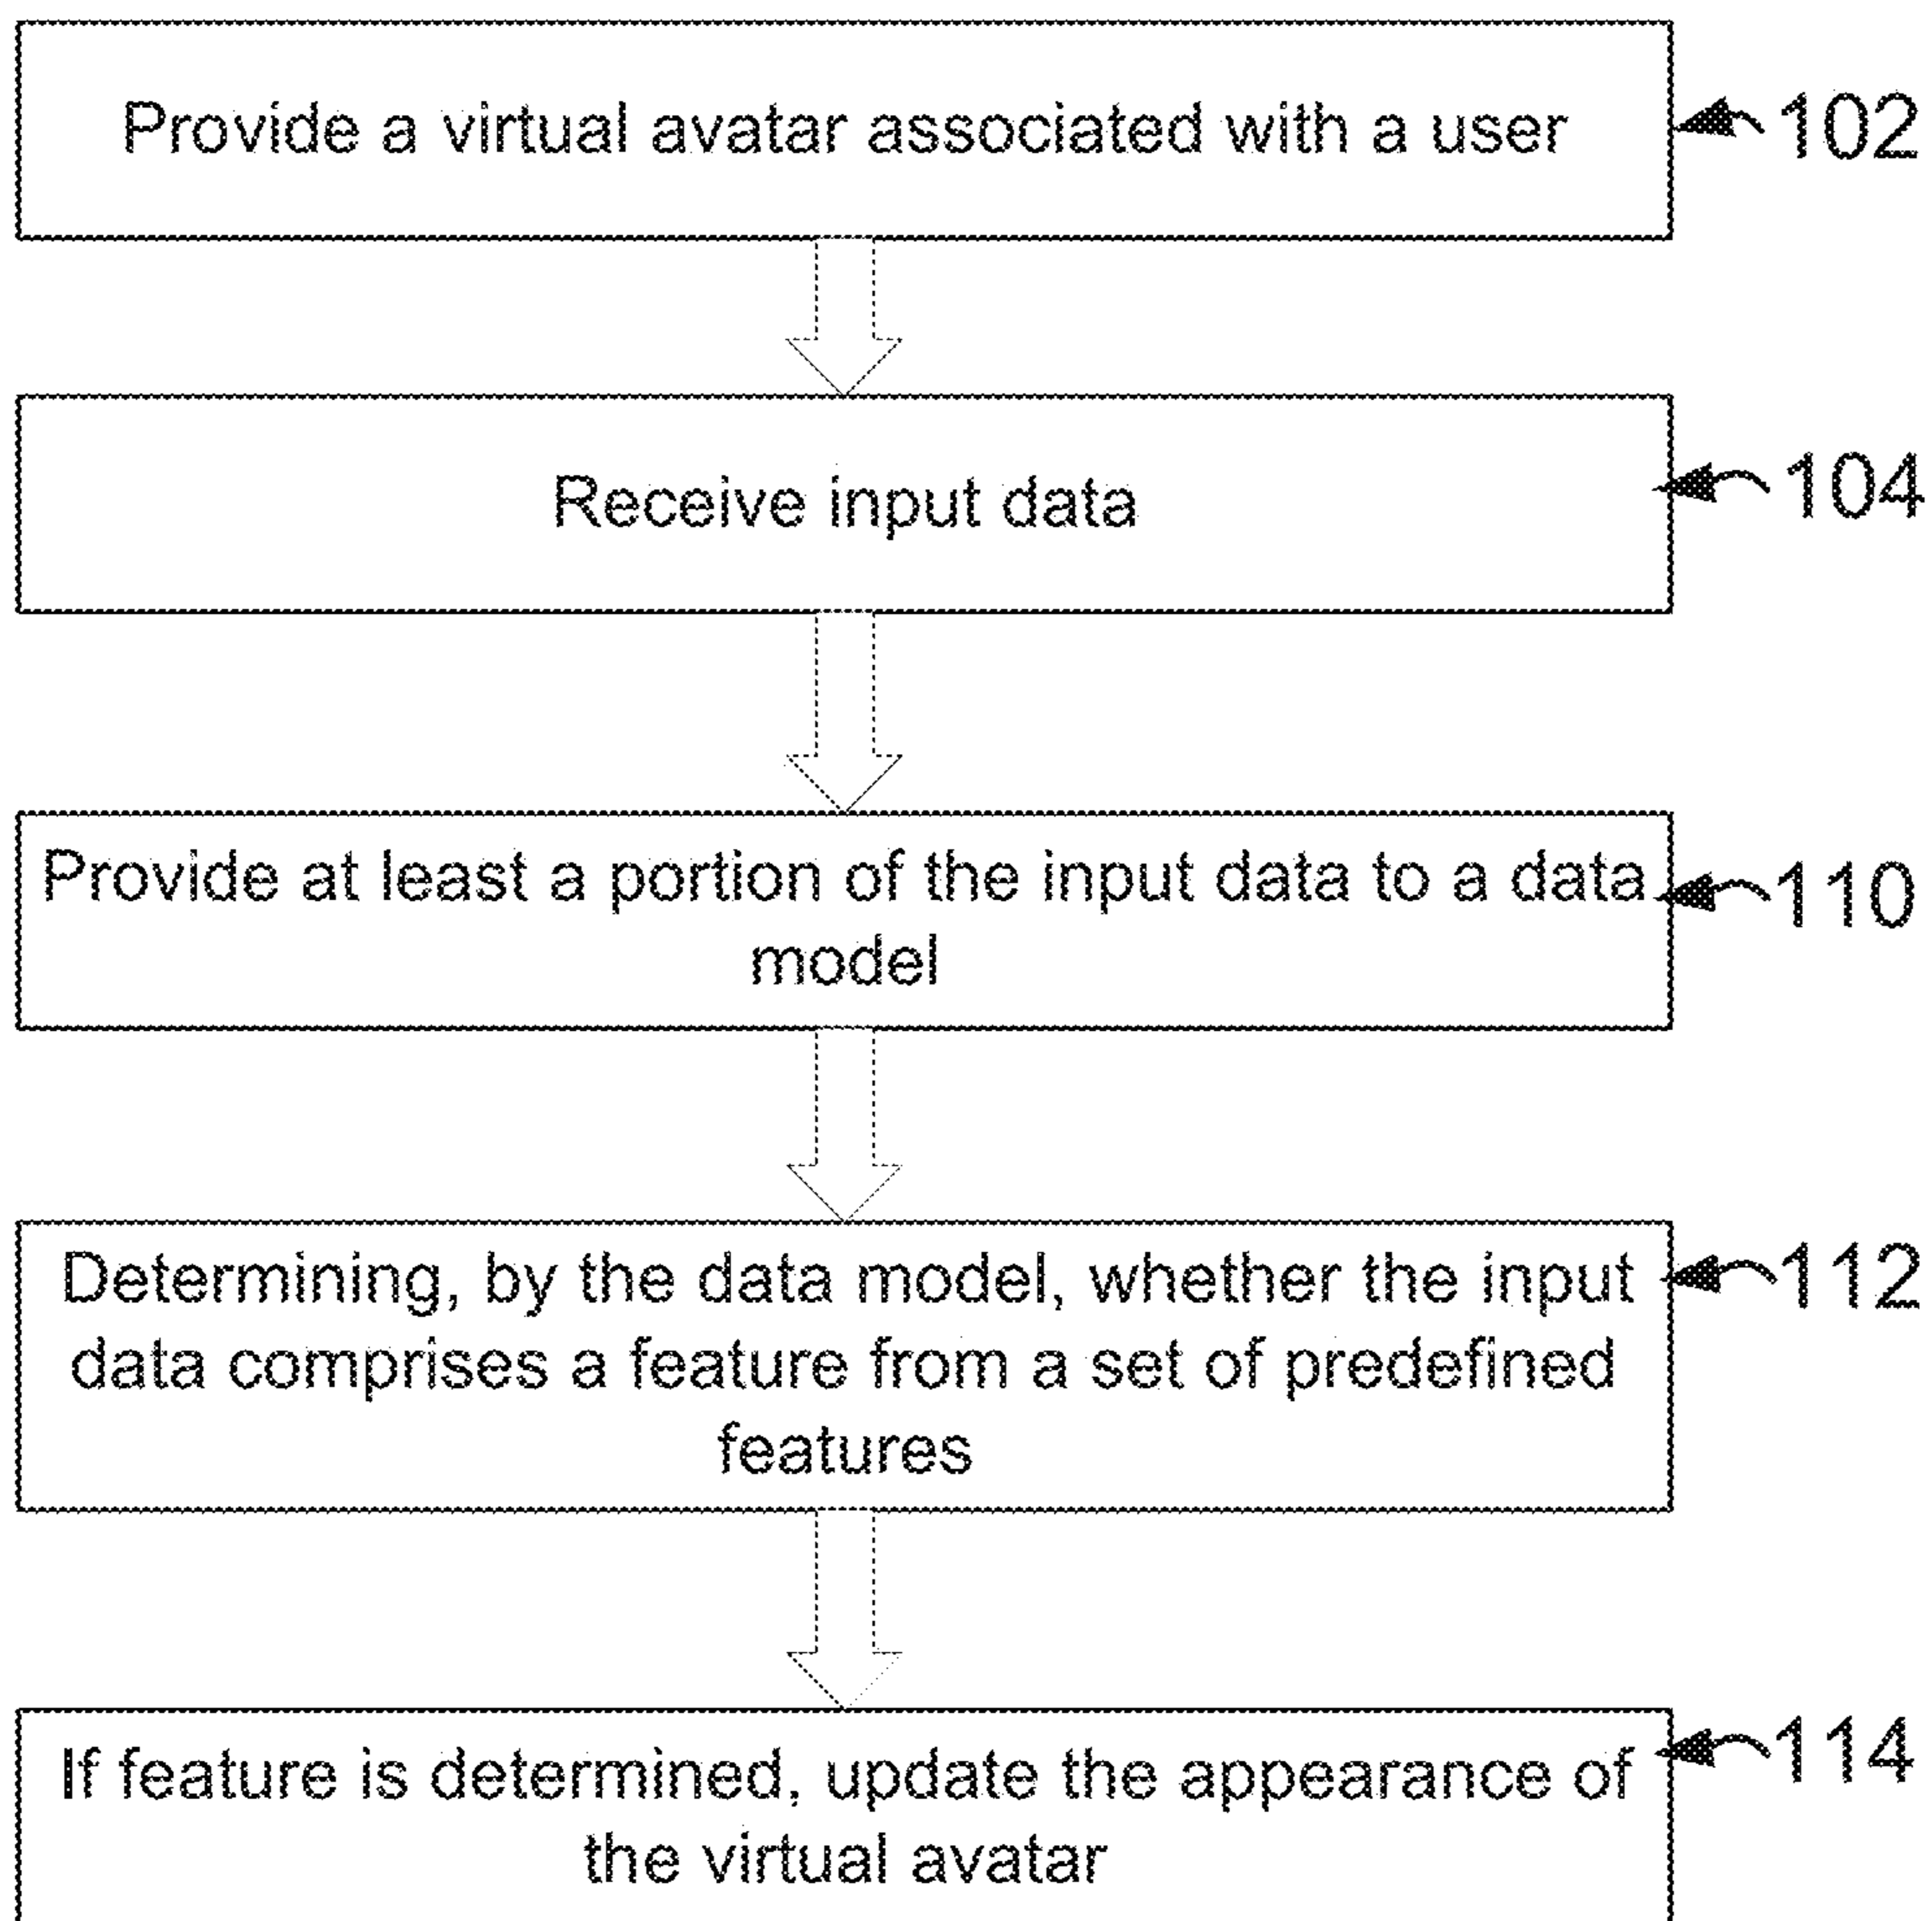 Provide a virtual avatar associated with a user
102
Receive input data
104
Provide at least a portion of the input data to a data
model
110
Determining, by the data model, whether the input
data comprises a feature from a set of predefined
features
112
If feature is determined, update the appearance of
the virtual avatar
114